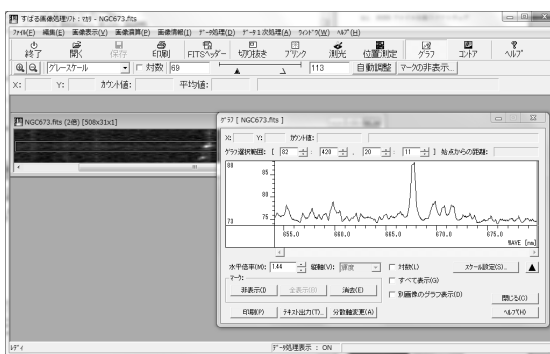 すばる画像処理ソフト：マカリ - NGC673.fits
ファイル(F) 編集(E) 画像表示(V) 画像演算(P) 画像情報(I) データ処理(D) データ1次処理(A) ウインドウ(W) ヘルプ(H)
終了 開く 保存 印刷 FITSヘッダー 切り抜き ブリンク 測光 位置測定 グラフ コンター ヘルプ
グレースケール 対数 69 113 自動調整 マークの非表示...
X: Y: カウント値: 平均値:
NGC673.fits (2倍) [508x31x1]
グラフ [ NGC673.fits ]
X: Y: カウント値:
グラフ選択範囲: [ 82 : 420 , 20 : 11 ] 始点からの距離:
88
85
80
75
73
655.0 660.0 665.0 670.0 675.0
WAVE [nm]
水平倍率(M): 1.44 縦軸(V): 輝度 対数(L) スケール設定(S)...
マーク:
非表示(I) 全表示(D) 消去(E)
すべて表示(G)
別画像のグラフ表示(O)
印刷(P) テキスト出力(T)... 分散軸変更(A)
閉じる(C)
ヘルプ(H)
レディ データ処理表示 : ON